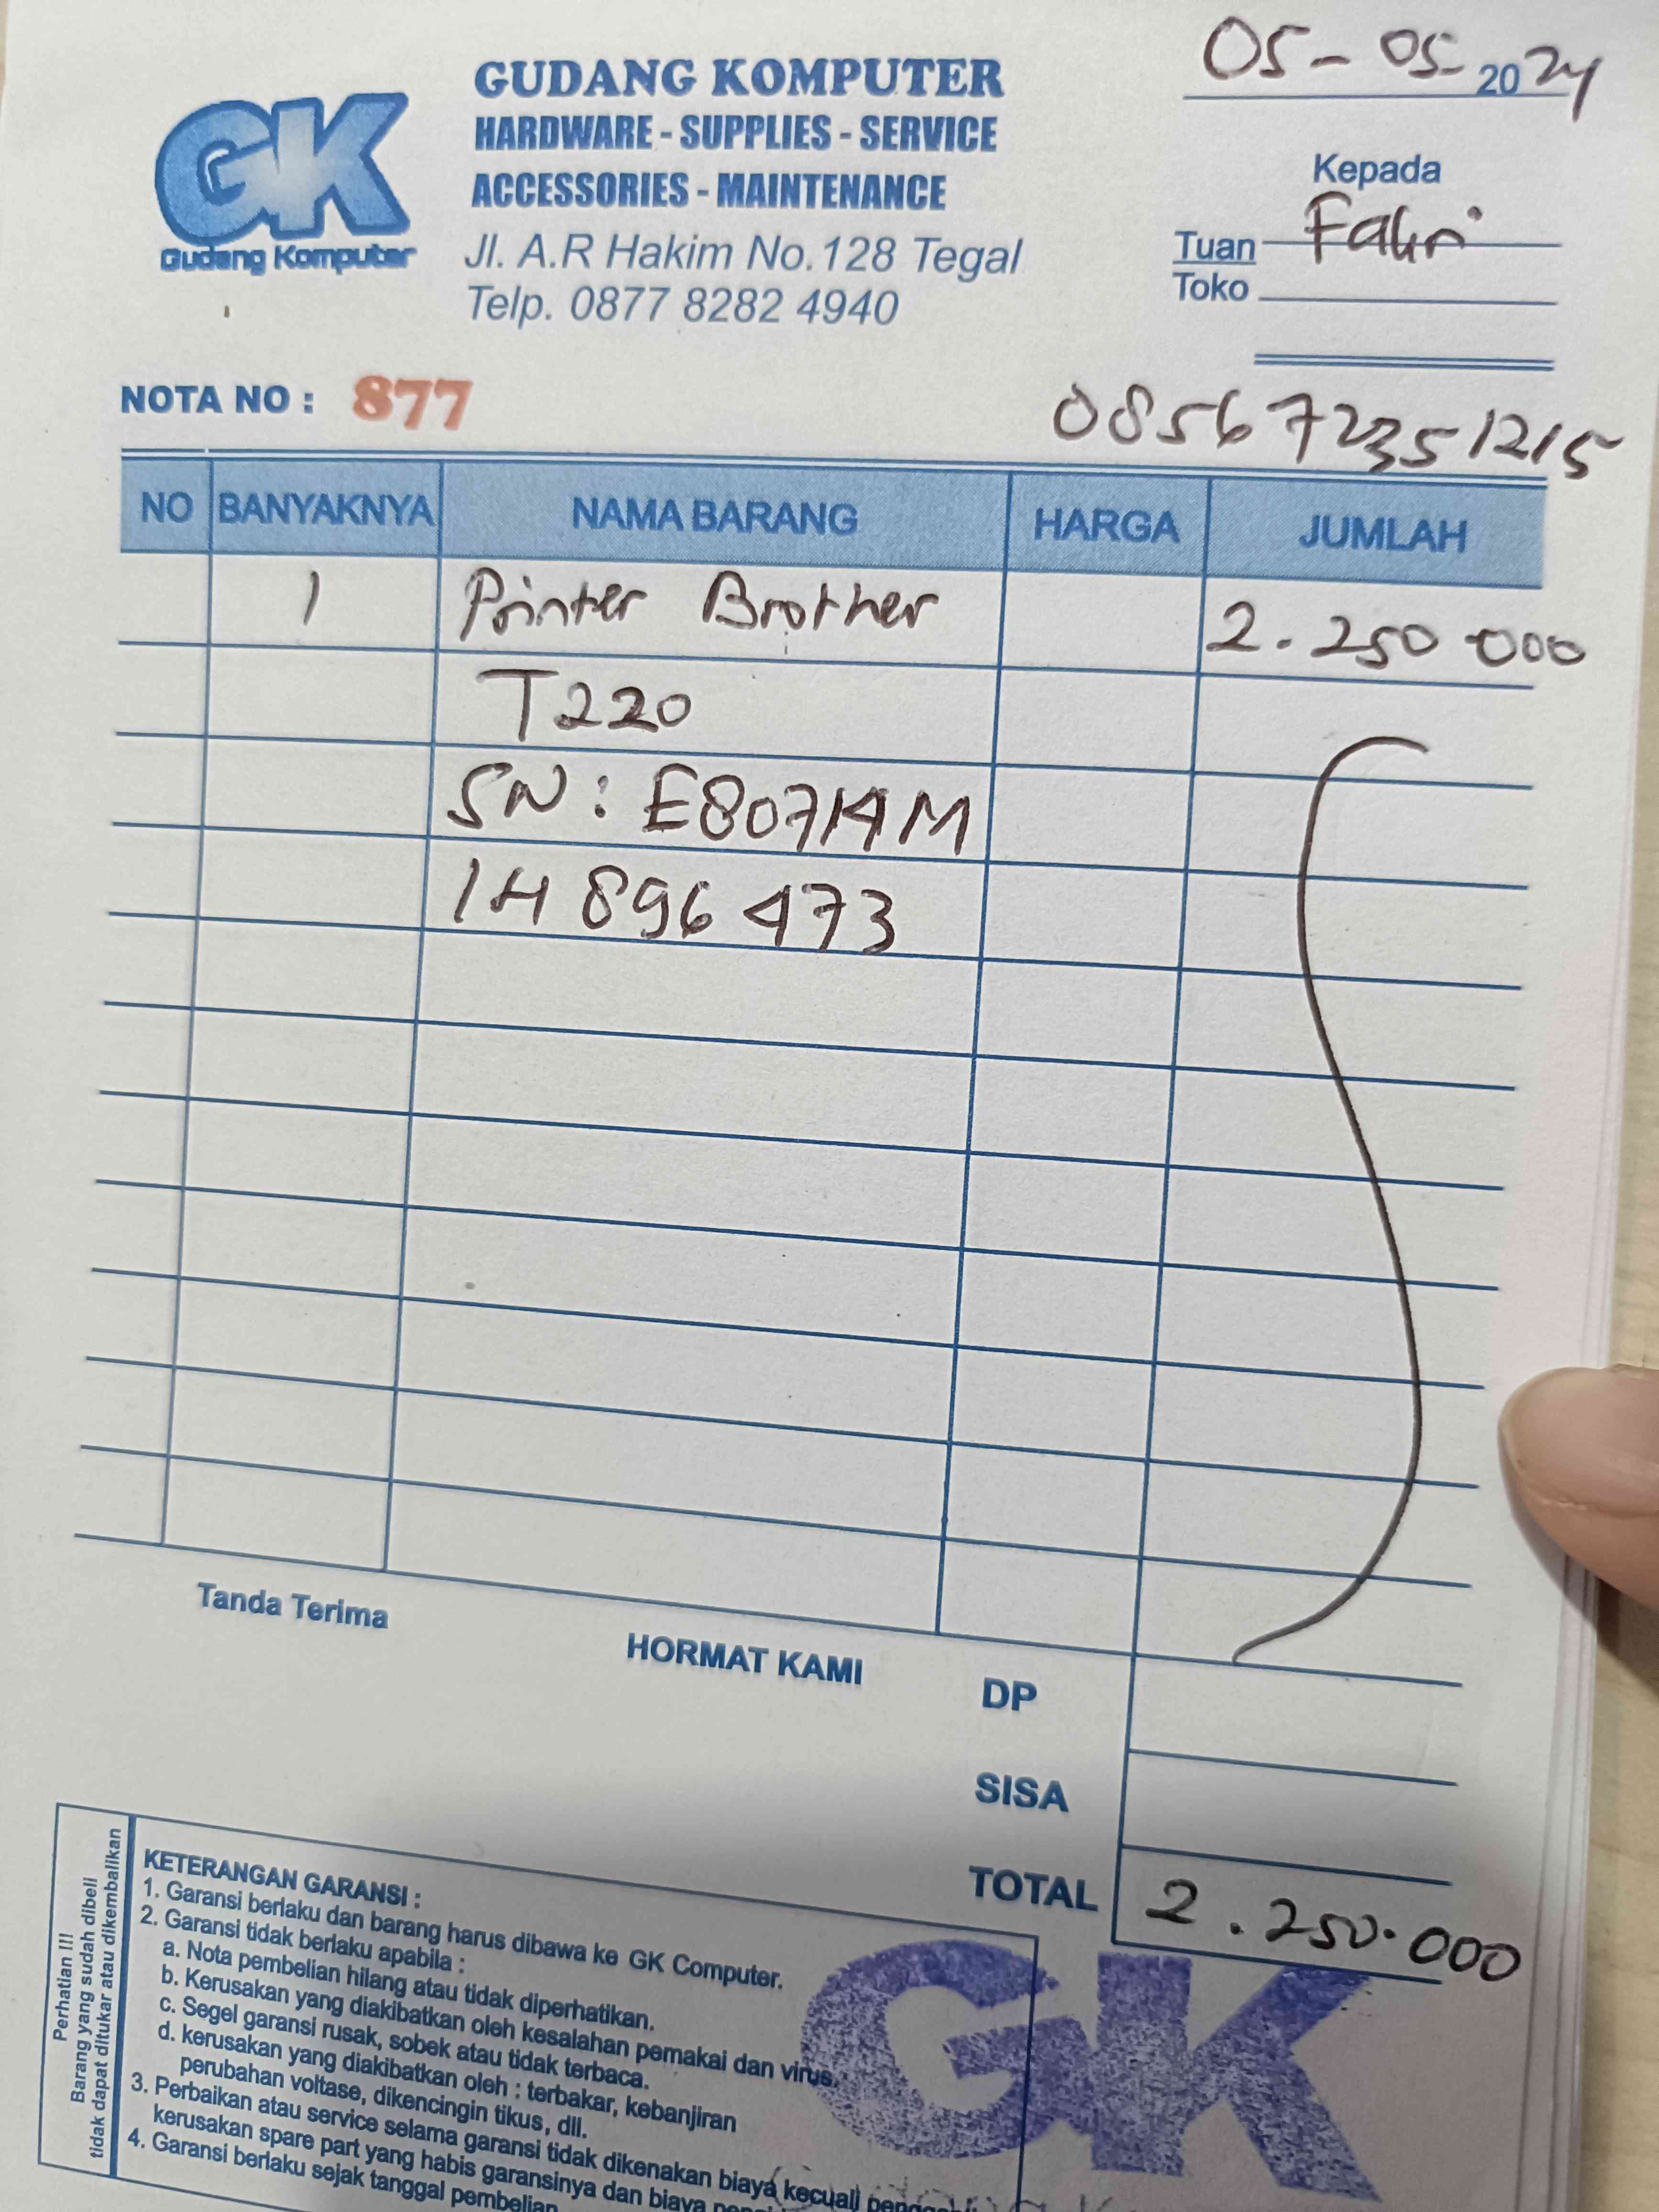 GK
Gudang Komputer
GUDANG KOMPUTER
HARDWARE - SUPPLIES - SERVICE
ACCESSORIES - MAINTENANCE
Jl. A.R Hakim No.128 Tegal
Telp. 0877 8282 4940
05-05-2024
Kepada
Tuan Fahri
Toko
NOTA NO : 877
085672351215
NO BANYAKNYA NAMA BARANG HARGA JUMLAH
1 Printer Brother 2.250 000
T220
SN : E80714M
1H 896 473
Tanda Terima
HORMAT KAMI
DP
SISA
TOTAL 2.250.000
Perhatian !!!
Barang yang sudah dibeli
tidak dapat ditukar atau dikembalikan
KETERANGAN GARANSI :
1. Garansi berlaku dan barang harus dibawa ke GK Computer.
2. Garansi tidak berlaku apabila :
a. Nota pembelian hilang atau tidak diperhatikan.
b. Kerusakan yang diakibatkan oleh kesalahan pemakai dan virus.
c. Segel garansi rusak, sobek atau tidak terbaca.
d. kerusakan yang diakibatkan oleh : terbakar, kebanjiran
perubahan voltase, dikencingin tikus, dll.
3. Perbaikan atau service selama garansi tidak dikenakan biaya kecuali
kerusakan spare part yang habis garansinya dan biaya
4. Garansi berlaku sejak tanggal pembelian
GK